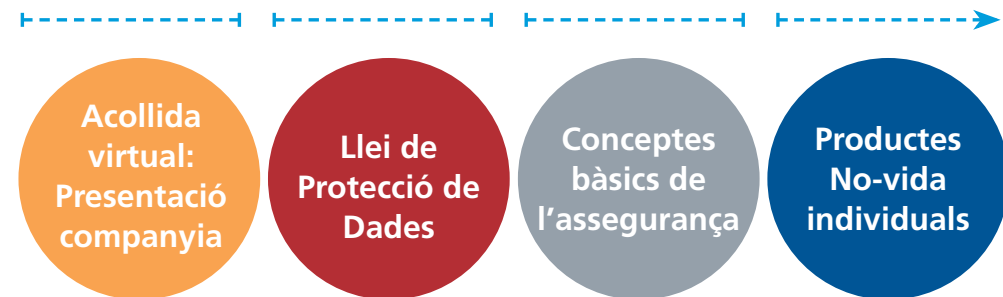 Acollida
virtual:
Presentació
companyia
Llei de
Protecció de
Dades
Conceptes
bàsics de
l’assegurança
Productes
No-vida
individuals